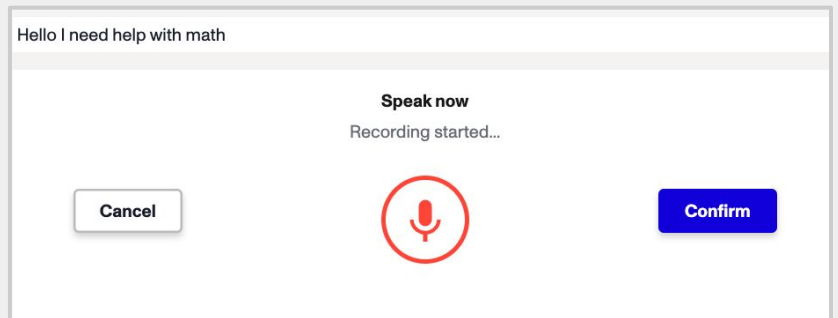 Hello I need help with math
Speak now
Recording started...
Cancel
Confirm